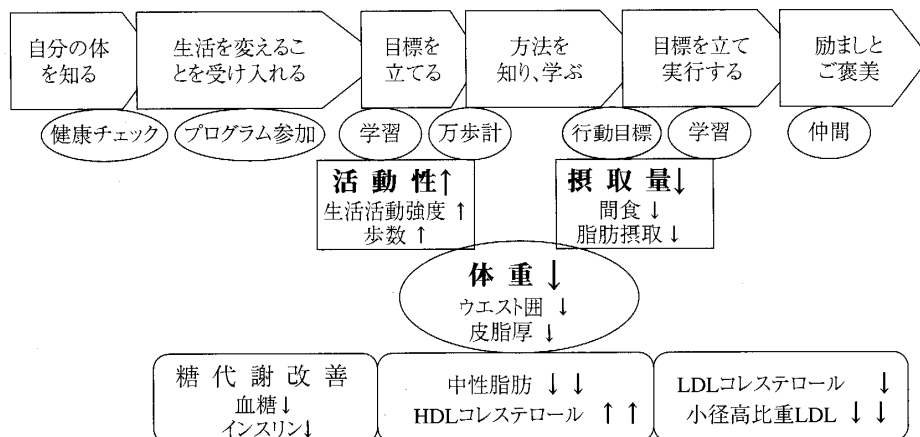 自分の体
を知る
生活を変えるこ
とを受け入れる
目標を
立てる
方法を
知り、学ぶ
目標を立て
実行する
励ましと
ご褒美
健康チェック
プログラム参加
学習
万歩計
行動目標
学習
仲間
活動性↑
生活活動強度 ↑
歩数 ↑
摂取量↓
間食 ↓
脂肪摂取 ↓
体重↓
ウエスト囲 ↓
皮脂厚 ↓
糖代謝改善
血糖↓
インスリン↓
中性脂肪 ↓ ↓
HDLコレステロール ↑ ↑
LDLコレステロール ↓
小径高比重LDL ↓ ↓